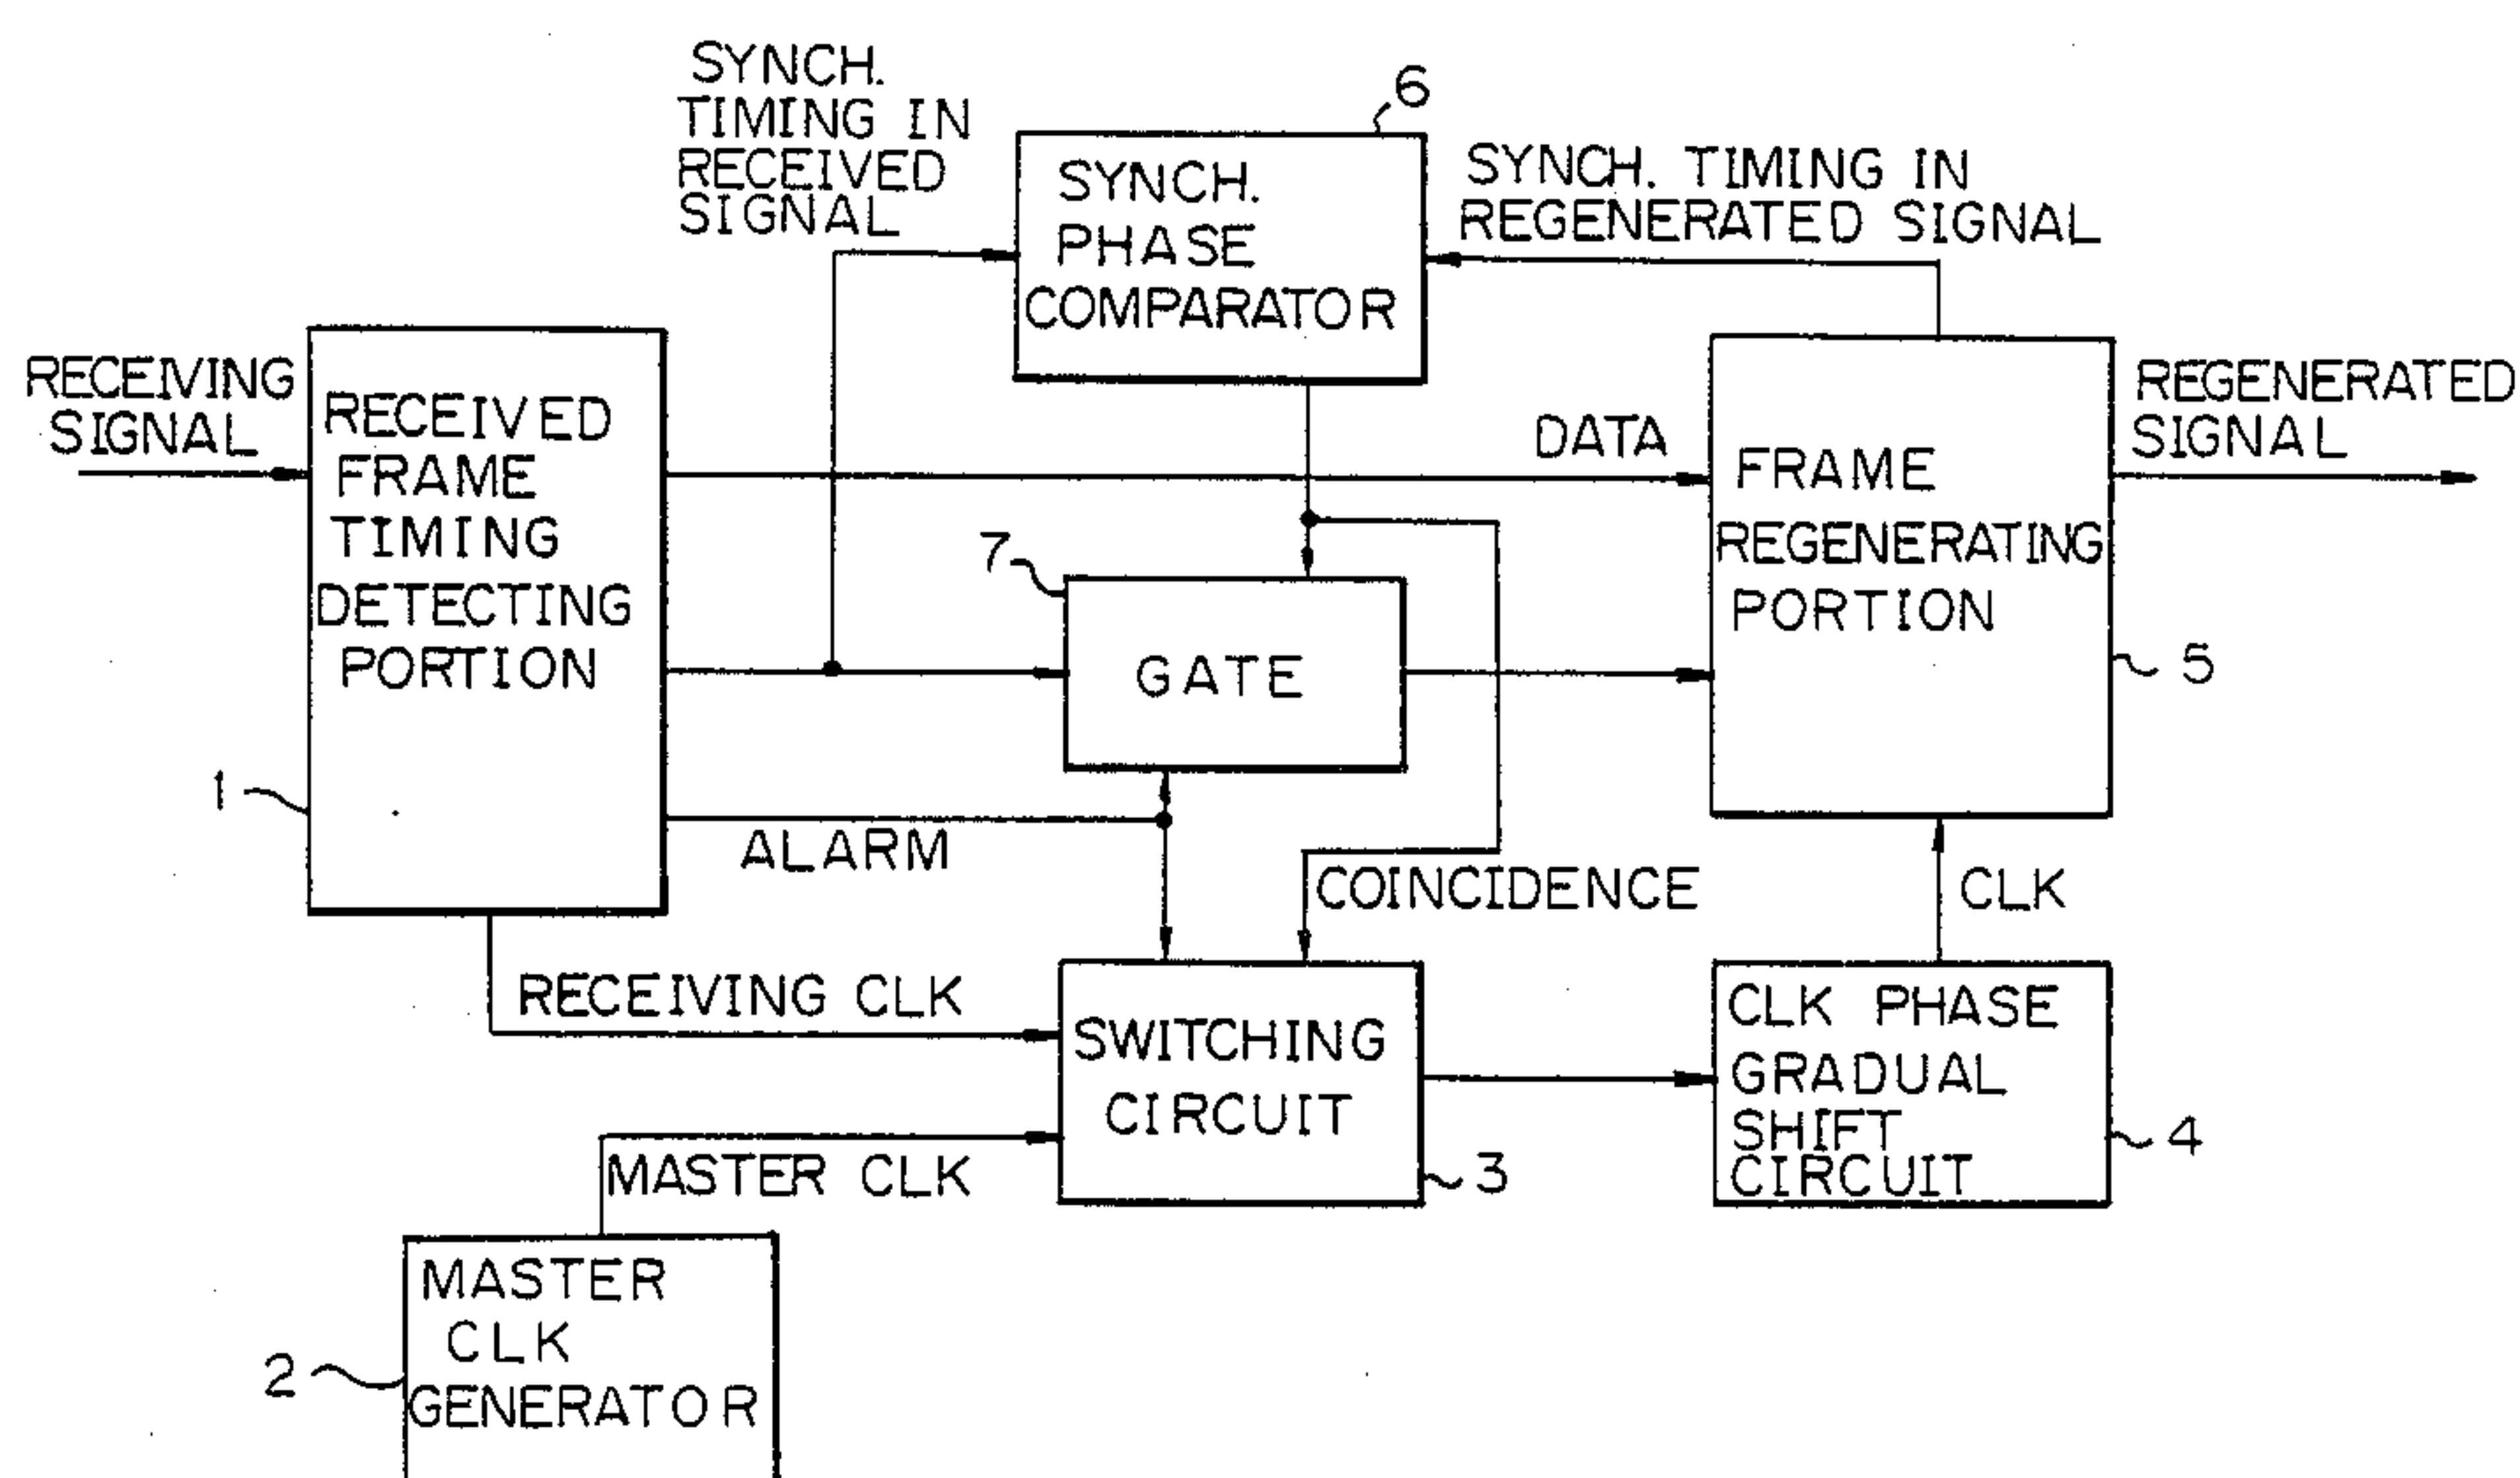 SYNCH.
TIMING IN
RECEIVED
SIGNAL
6
SYNCH.
PHASE
COMPARATOR
SYNCH. TIMING IN
REGENERATED SIGNAL
RECEIVING
SIGNAL
RECEIVED
FRAME
TIMING
DETECTING
PORTION
1
DATA
FRAME
REGENERATING
PORTION
5
REGENERATED
SIGNAL
7
GATE
ALARM
COINCIDENCE
CLK
RECEIVING CLK
SWITCHING
CIRCUIT
3
CLK PHASE
GRADUAL
SHIFT
CIRCUIT
4
MASTER CLK
MASTER
CLK
GENERATOR
2